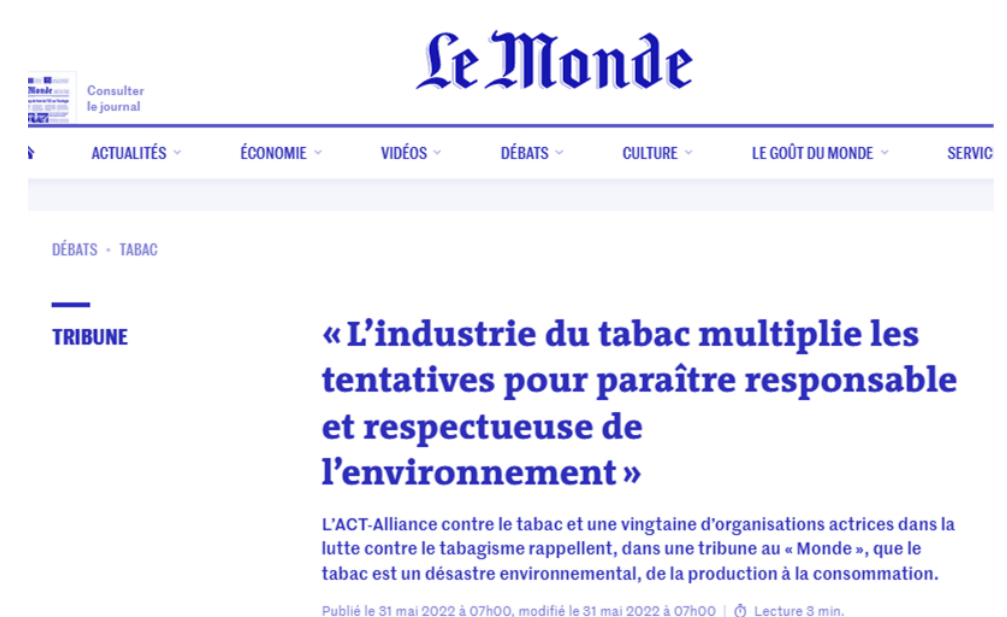 Le Monde
Consulter
le journal
ACTUALITÉS
ÉCONOMIE
VIDÉOS
DÉBATS
CULTURE
LE GOÛT DU MONDE
SERVIC
DÉBATS • TABAC
TRIBUNE
« L’industrie du tabac multiplie les
tentatives pour paraître responsable
et respectueuse de
l’environnement »
L’ACT-Alliance contre le tabac et une vingtaine d’organisations actrices dans la
lutte contre le tabagisme rappellent, dans une tribune au « Monde », que le
tabac est un désastre environnemental, de la production à la consommation.
Publié le 31 mai 2022 à 07h00, modifié le 31 mai 2022 à 07h00 | Lecture 3 min.